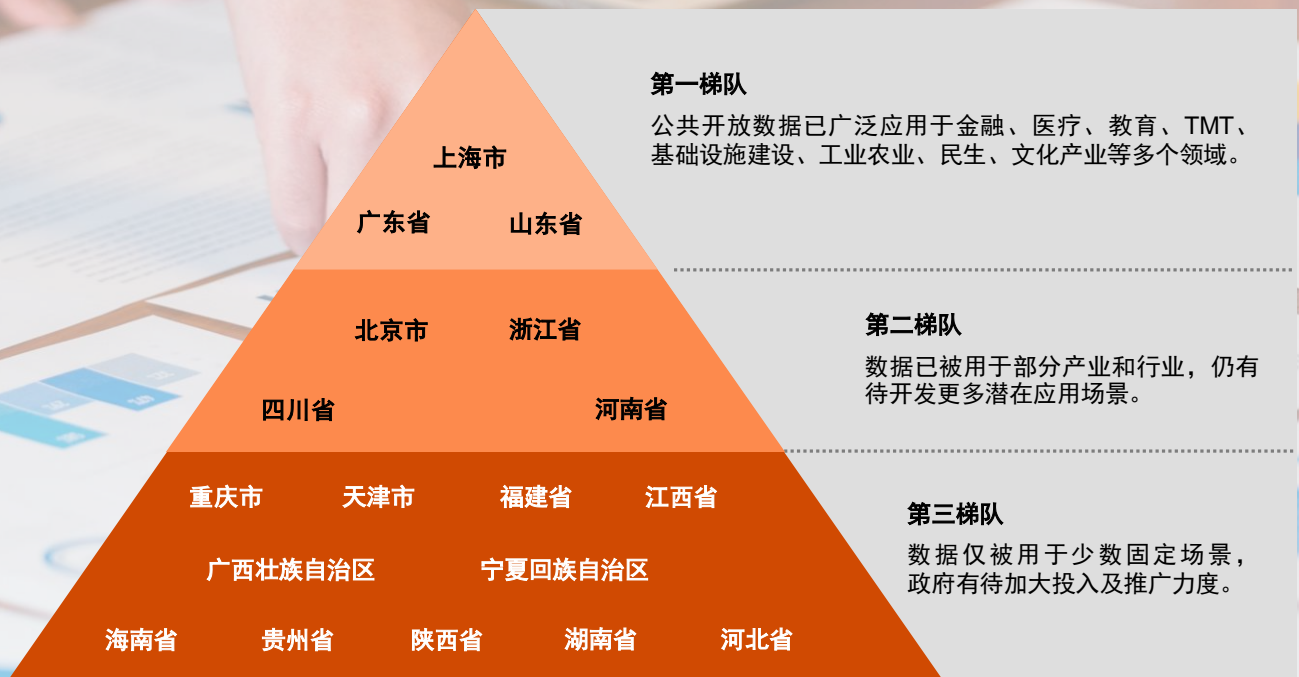 第一梯队
公共开放数据已广泛应用于金融、医疗、教育、TMT、
基础设施建设、工业农业、民生、文化产业等多个领域。
上海市
广东省 山东省
第二梯队
数据已被用于部分产业和行业，仍有
待开发更多潜在应用场景。
北京市 浙江省
四川省 河南省
第三梯队
数据仅被用于少数固定场景，
政府有待加大投入及推广力度。
重庆市 天津市 福建省 江西省
广西壮族自治区 宁夏回族自治区
海南省 贵州省 陕西省 湖南省 河北省